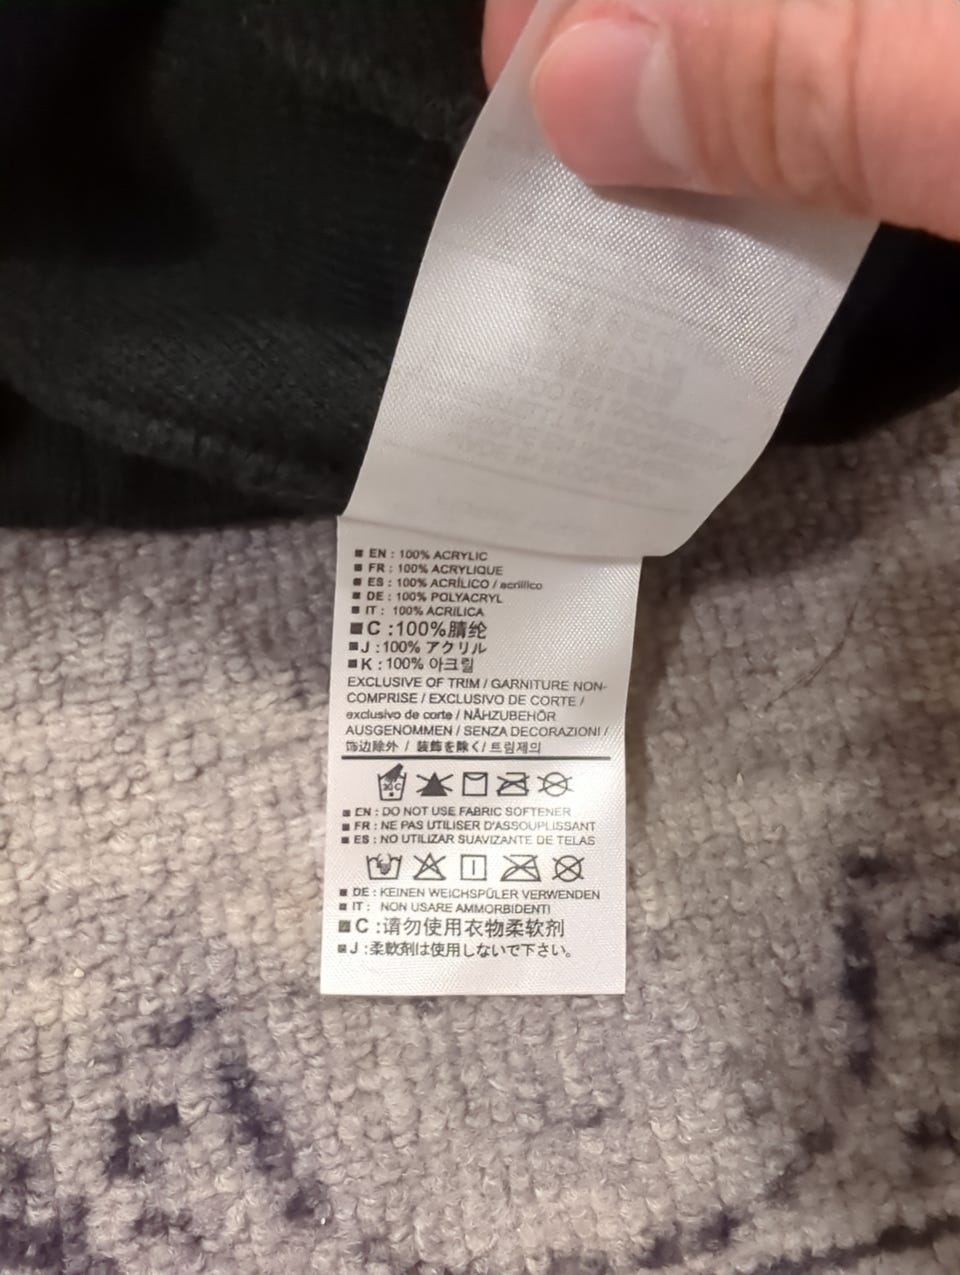 EN : 100% ACRYLIC
FR : 100% ACRYLIQUE
ES : 100% ACRÍLICO / acrílico
DE : 100% POLYACRYL
IT : 100% ACRILICA
C :100%腈纶
J :100% アクリル
K :100% 아크릴
EXCLUSIVE OF TRIM / GARNITURE NON-
COMPRISE / EXCLUSIVO DE CORTE /
exclusivo de corte / NÄHZUBEHÖR
AUSGENOMMEN / SENZA DECORAZIONI /
饰边除外 / 装飾を除く/ 트림제의
EN : DO NOT USE FABRIC SOFTENER
FR : NE PAS UTILISER D'ASSOUPLISSANT
ES : NO UTILIZAR SUAVIZANTE DE TELAS
DE : KEINEN WEICHSPÜLER VERWENDEN
IT : NON USARE AMMORBIDENTI
C :请勿使用衣物柔软剂
J :柔軟剤は使用しないで下さい。